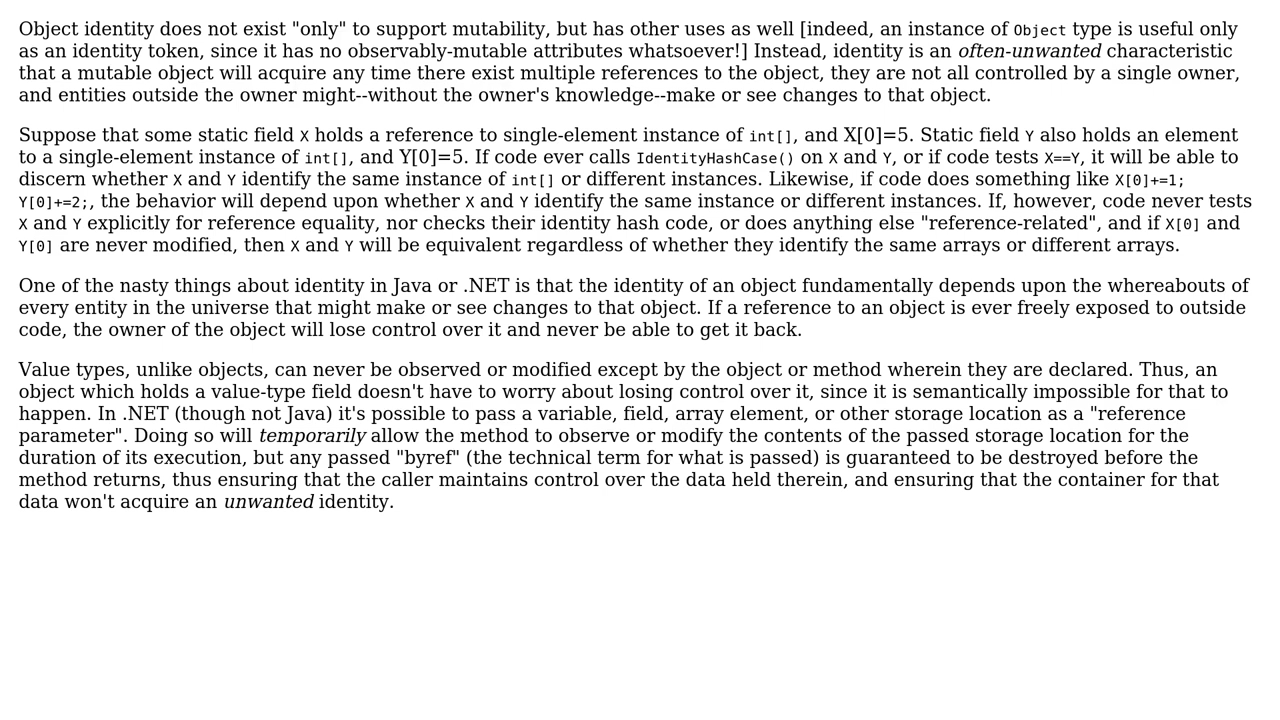 Object identity does not exist "only" to support mutability, but has other uses as well [indeed, an instance of Object type is useful only
as an identity token, since it has no observably-mutable attributes whatsoever!] Instead, identity is an often-unwanted characteristic
that a mutable object will acquire any time there exist multiple references to the object, they are not all controlled by a single owner,
and entities outside the owner might--without the owner's knowledge--make or see changes to that object.
Suppose that some static field X holds a reference to single-element instance of int[], and X[0]=5. Static field Y also holds an element
to a single-element instance of int[], and Y[0]=5. If code ever calls IdentityHashCase() on X and Y, or if code tests X==Y, it will be able to
discern whether X and Y identify the same instance of int[] or different instances. Likewise, if code does something like X[0]+=1;
Y[0]+=2;, the behavior will depend upon whether X and Y identify the same instance or different instances. If, however, code never tests
X and Y explicitly for reference equality, nor checks their identity hash code, or does anything else "reference-related", and if X[0] and
Y[0] are never modified, then X and Y will be equivalent regardless of whether they identify the same arrays or different arrays.
One of the nasty things about identity in Java or .NET is that the identity of an object fundamentally depends upon the whereabouts of
every entity in the universe that might make or see changes to that object. If a reference to an object is ever freely exposed to outside
code, the owner of the object will lose control over it and never be able to get it back.
Value types, unlike objects, can never be observed or modified except by the object or method wherein they are declared. Thus, an
object which holds a value-type field doesn't have to worry about losing control over it, since it is semantically impossible for that to
happen. In .NET (though not Java) it's possible to pass a variable, field, array element, or other storage location as a "reference
parameter". Doing so will temporarily allow the method to observe or modify the contents of the passed storage location for the
duration of its execution, but any passed "byref" (the technical term for what is passed) is guaranteed to be destroyed before the
method returns, thus ensuring that the caller maintains control over the data held therein, and ensuring that the container for that
data won't acquire an unwanted identity.